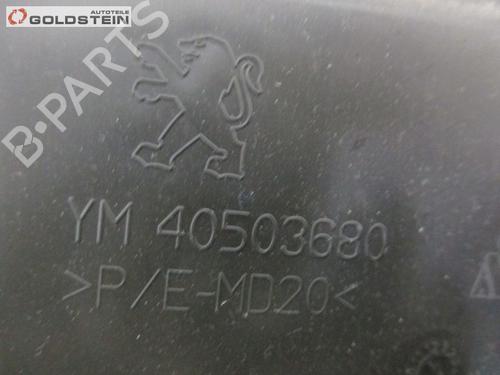 AUTOTEILE
GOLDSTEIN
B-PARTS
YM 40503680
>P/E-MD20<